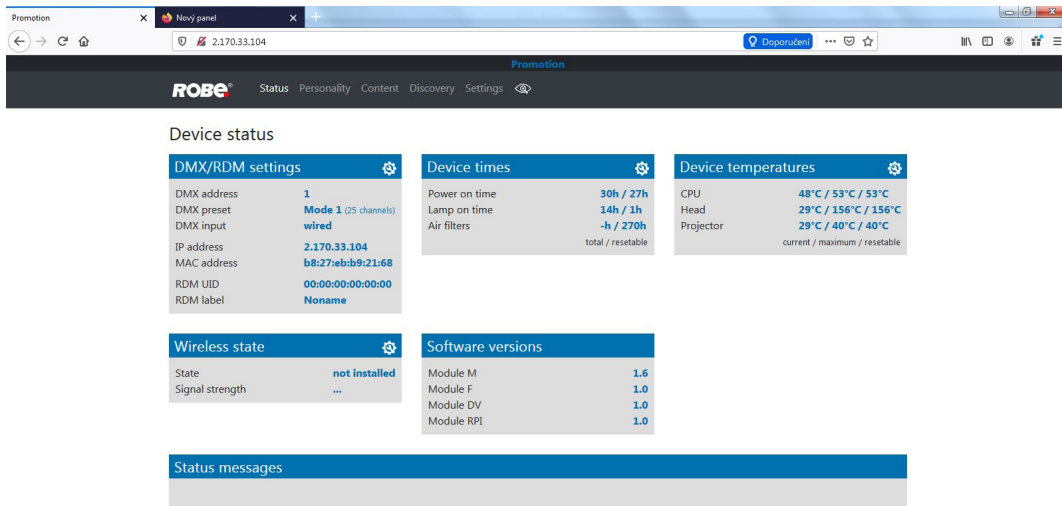 Promotion
Nový panel
2.170.33.104
Doporučení
Promotion
ROBE®
Status Personality Content Discovery Settings
Device status
DMX/RDM settings
DMX address 1
DMX preset Mode 1 (25 channels)
DMX input wired
IP address 2.170.33.104
MAC address b8:27:eb:b9:21:68
RDM UID 00:00:00:00:00:00
RDM label Noname
Device times
Power on time 30h / 27h
Lamp on time 14h / 1h
Air filters -h / 270h
total / resetable
Device temperatures
CPU 48°C / 53°C / 53°C
Head 29°C / 156°C / 156°C
Projector 29°C / 40°C / 40°C
current / maximum / resetable
Wireless state
State not installed
Signal strength ...
Software versions
Module M 1.6
Module F 1.0
Module DV 1.0
Module RPI 1.0
Status messages